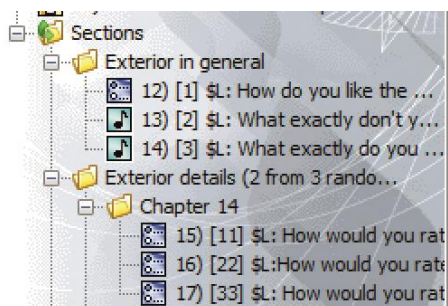 Sections
Exterior in general
12) [1] $L: How do you like the ...
13) [2] $L: What exactly don't y...
14) [3] $L: What exactly do you ...
Exterior details (2 from 3 rando...
Chapter 14
15) [11] $L: How would you rat
16) [22] $L:How would you rate
17) [33] $L: How would you rat